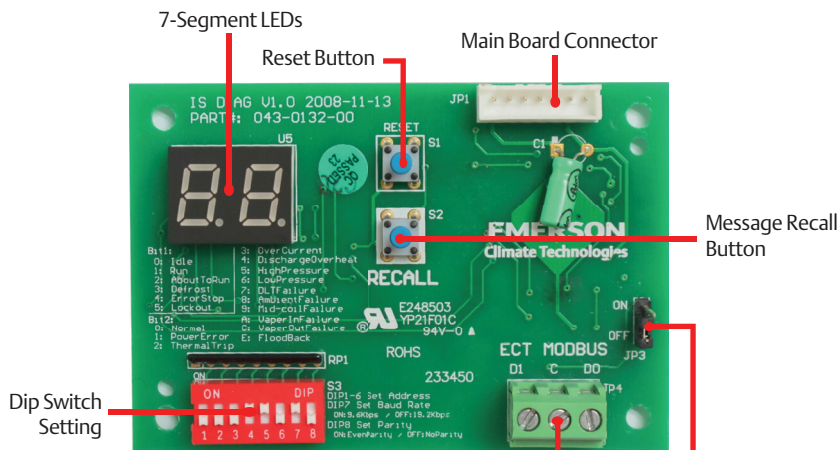 7-Segment LEDs
Reset Button
Main Board Connector
IS DIAG V1.0 2008-11-13
PART#: 043-0132-00
U5
RESET
S1
JP1
C1
QC
PASSED
23
S2
RECALL
EMERSON
Climate Technologies
Message Recall
Button
Bit1:
0: Idle
1: Run
2: AboutToRun
3: Defrost
4: ErrorStop
5: Lockout
Bit2:
0: Normal
1: PowerError
2: ThermalTrip
3: OverCurrent
4: DischargeOverheat
5: HighPressure
6: LowPressure
7: DLTFailure
8: AmbientFailure
9: Mid-coilFailure
A: VaperInFailure
C: VaperOutFailure
E: FloodBack
E248503
YP21F01C
94V-0
ROHS
233450
RP1
ON
OFF
JP3
ECT MODBUS
D1 C D0
JP4
Dip Switch
Setting
ON DIP
1 2 3 4 5 6 7 8
S3
DIP1-6 Set Address
DIP7 Set Baud Rate
ON:9.6Kbps / OFF:19.2Kbps
DIP8 Set Parity
ON:EvenParity / OFF:NoParity